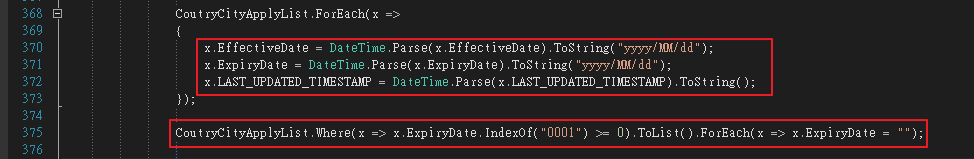 368 CoutryCityApplyList.ForEach(x =>
369 {
370 x.EffectiveDate = DateTime.Parse(x.EffectiveDate).ToString("yyyy/MM/dd");
371 x.ExpiryDate = DateTime.Parse(x.ExpiryDate).ToString("yyyy/MM/dd");
372 x.LAST_UPDATED_TIMESTAMP = DateTime.Parse(x.LAST_UPDATED_TIMESTAMP).ToString();
373 });
374
375 CoutryCityApplyList.Where(x => x.ExpiryDate.IndexOf("0001") >= 0).ToList().ForEach(x => x.ExpiryDate = "");
376